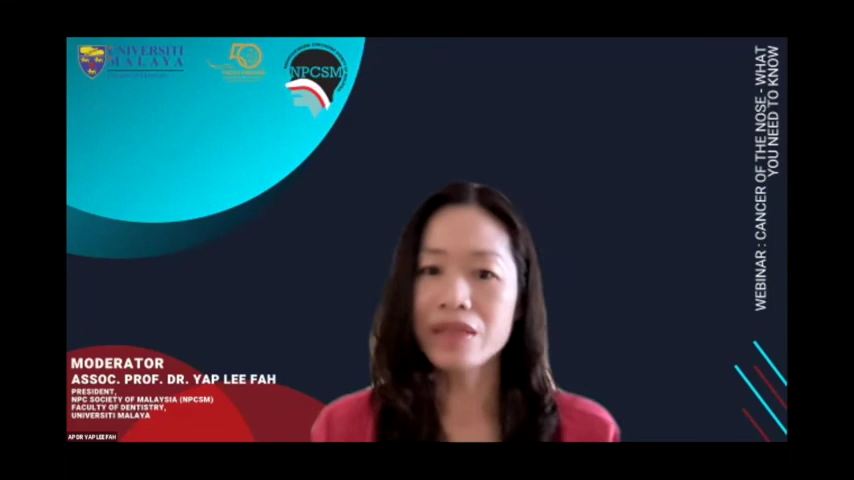 UNIVERSITI
MALAYA
50
NPCSM
WEBINAR : CANCER OF THE NOSE - WHAT
YOU NEED TO KNOW
MODERATOR
ASSOC. PROF. DR. YAP LEE FAH
PRESIDENT,
NPC SOCIETY OF MALAYSIA (NPCSM)
FACULTY OF DENTISTRY,
UNIVERSITI MALAYA
AP DR YAP LEE FAH